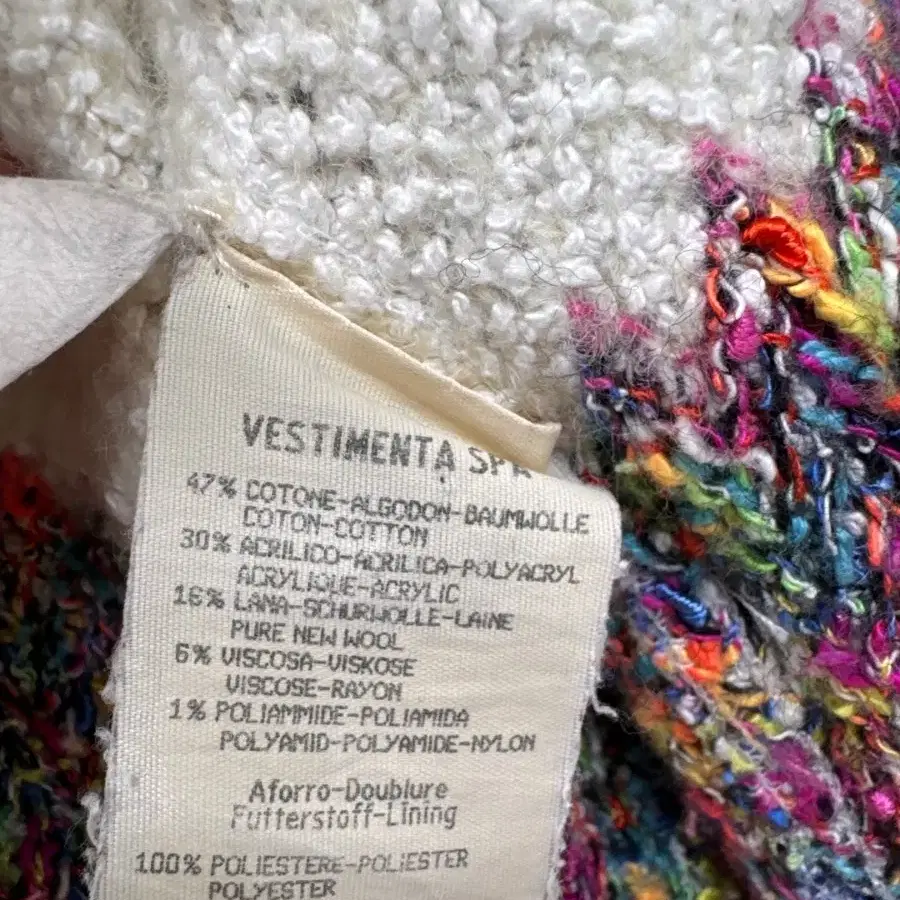 VESTIMENTA SPA
47% COTONE-ALGODON-BAUMWOLLE
COTON-COTTON
30% ACRILICO-ACRILICA-POLYACRYL
ACRYLIQUE-ACRYLIC
16% LANA-SCHURWOLLE-LAINE
PURE NEW WOOL
6% VISCOSA-VISKOSE
VISCOSE-RAYON
1% POLIAMMIDE-POLIAMIDA
POLYAMID-POLYAMIDE-NYLON
Aforro-Doublure
Futterstoff-Lining
100% POLIESTERE-POLIESTER
POLYESTER